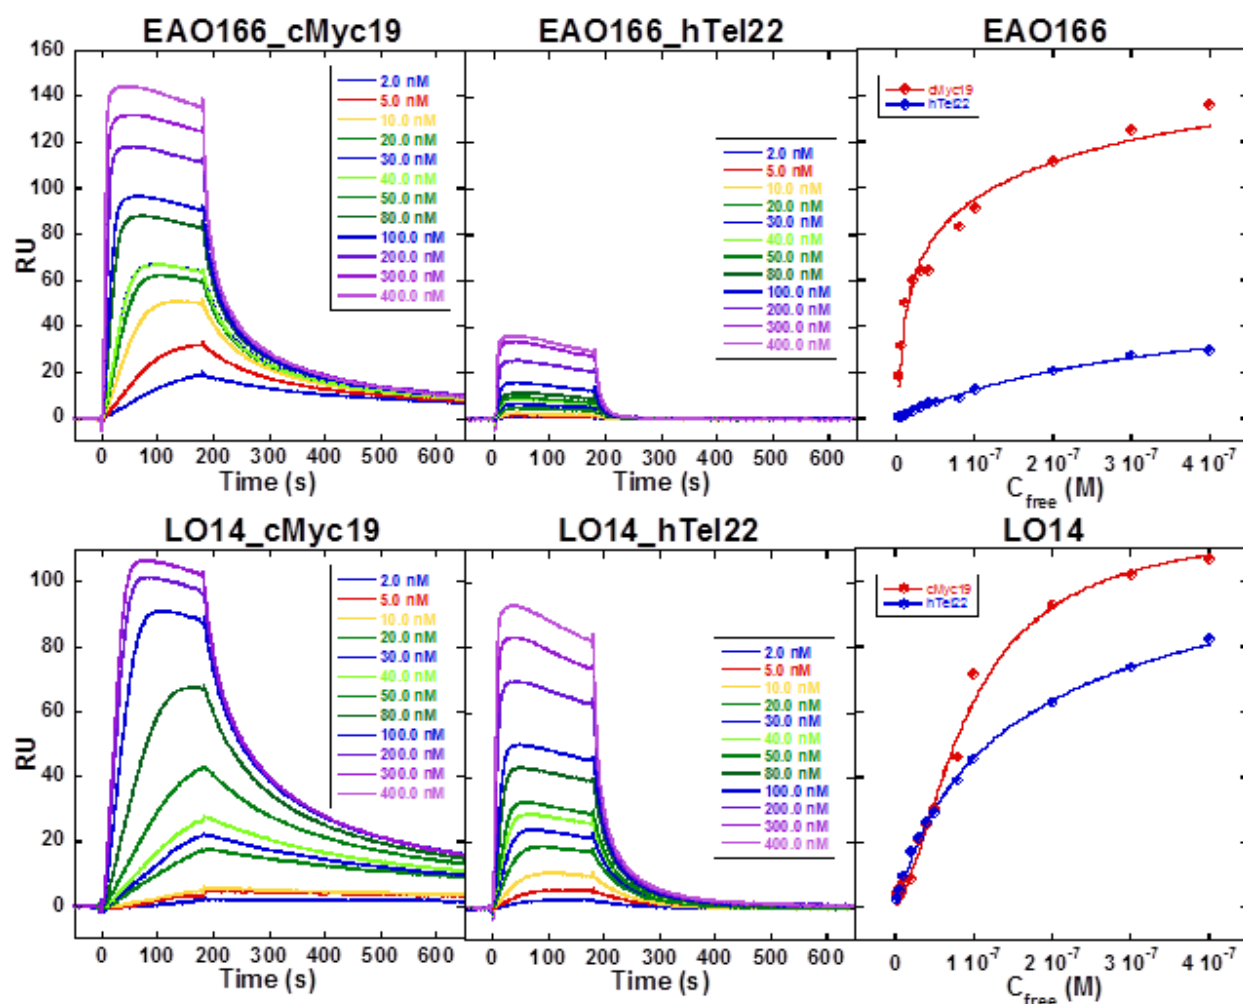 EAO166_cMyc19
EAO166_hTel22
EAO166
160
140
120
100
80
60
40
20
0
RU
2.0 nM
5.0 nM
10.0 nM
20.0 nM
30.0 nM
40.0 nM
50.0 nM
80.0 nM
100.0 nM
200.0 nM
300.0 nM
400.0 nM
0 100 200 300 400 500 600
Time (s)
2.0 nM
5.0 nM
10.0 nM
20.0 nM
30.0 nM
40.0 nM
50.0 nM
80.0 nM
100.0 nM
200.0 nM
300.0 nM
400.0 nM
0 100 200 300 400 500 600
Time (s)
cMyc19
hTel22
0 1 10-7 2 10-7 3 10-7 4 10-7
Cfree (M)
LO14_cMyc19
LO14_hTel22
LO14
100
80
60
40
20
0
RU
2.0 nM
5.0 nM
10.0 nM
20.0 nM
30.0 nM
40.0 nM
50.0 nM
80.0 nM
100.0 nM
200.0 nM
300.0 nM
400.0 nM
0 100 200 300 400 500 600
Time (s)
2.0 nM
5.0 nM
10.0 nM
20.0 nM
30.0 nM
40.0 nM
50.0 nM
80.0 nM
100.0 nM
200.0 nM
300.0 nM
400.0 nM
0 100 200 300 400 500 600
Time (s)
cMyc19
hTel22
0 1 10-7 2 10-7 3 10-7 4 10-7
Cfree (M)